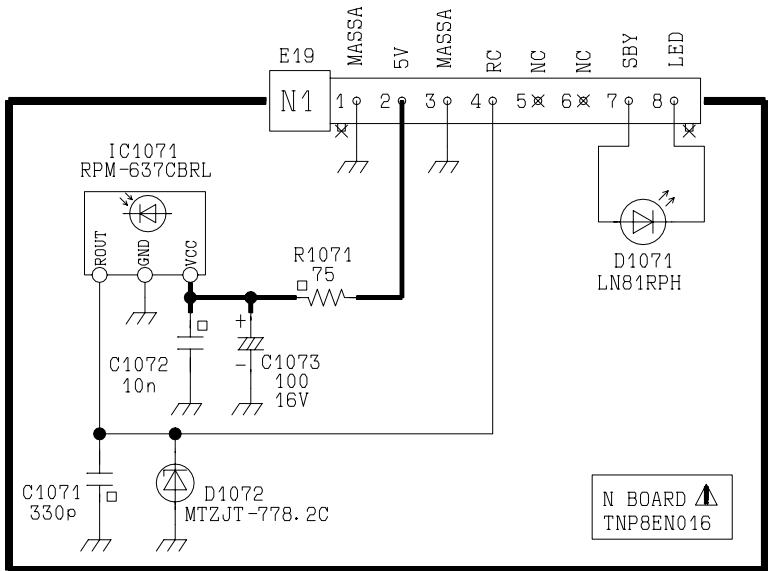 E19
MASSA
5V
MASSA
RC
NC
NC
SBY
LED
N1
1
2
3
4
5
6
7
8
IC1071
RPM-637CBRL
ROUT
GND
VCC
R1071
75
D1071
LN81RPH
C1072
10n
+
-
C1073
100
16V
C1071
330p
D1072
MTZJT-778.2C
N BOARD
TNP8EN016